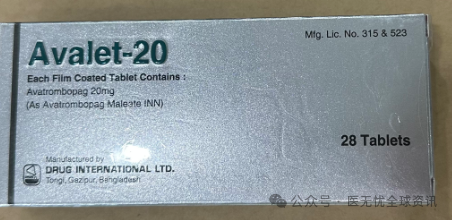 Mfg. Lic. No. 315 & 523
Avalet-20
Each Film Coated Tablet Contains :
Avatrombopag 20mg
(As Avatrombopag Maleate INN)
28 Tablets
Manufactured by
DRUG INTERNATIONAL LTD.
Tongi, Gazipur, Bangladesh
公众号 · 医无忧全球资讯